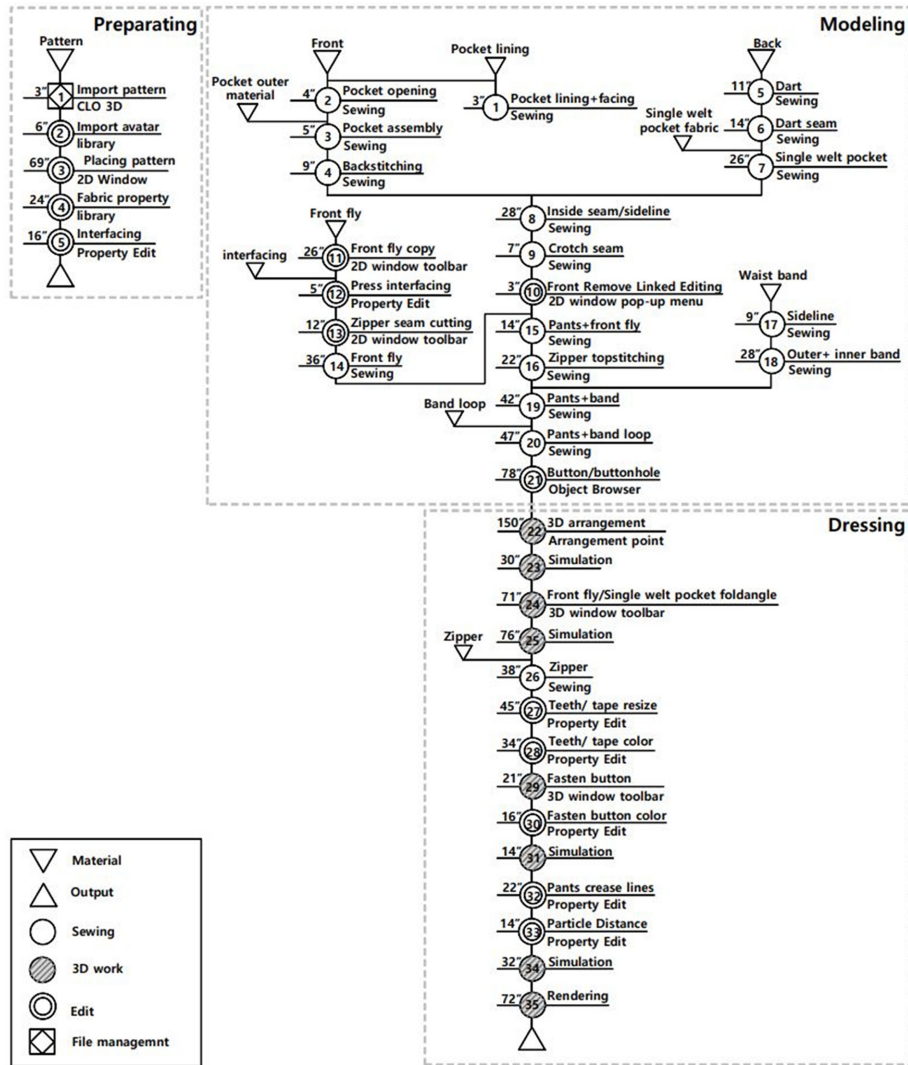 Preparating
Pattern
3” 1 Import pattern
CLO 3D
6” 2 Import avatar
library
69” 3 Placing pattern
2D Window
24” 4 Fabric property
library
16” 5 Interfacing
Property Edit
Modeling
Front
Pocket lining
Back
Pocket outer
material
4” 2 Pocket opening
Sewing
3” 1 Pocket lining+facing
Sewing
5” 3 Pocket assembly
Sewing
9” 4 Backstitching
Sewing
11” 5 Dart
Sewing
Single welt
pocket fabric
14” 6 Dart seam
Sewing
26” 7 Single welt pocket
Sewing
28” 8 Inside seam/sideline
Sewing
7” 9 Crotch seam
Sewing
3” 10 Front Remove Linked Editing
2D window pop-up menu
Front fly
26” 11 Front fly copy
2D window toolbar
interfacing
5” 12 Press interfacing
Property Edit
12” 13 Zipper seam cutting
2D window toolbar
36” 14 Front fly
Sewing
14” 15 Pants+front fly
Sewing
22” 16 Zipper topstitching
Sewing
Waist band
9” 17 Sideline
Sewing
28” 18 Outer+ inner band
Sewing
42” 19 Pants+band
Sewing
Band loop
47” 20 Pants+band loop
Sewing
78” 21 Button/buttonhole
Object Browser
Dressing
150” 22 3D arrangement
Arrangement point
30” 23 Simulation
71” 24 Front fly/Single welt pocket foldangle
3D window toolbar
76” 25 Simulation
Zipper
38” 26 Zipper
Sewing
45” 27 Teeth/ tape resize
Property Edit
34” 28 Teeth/ tape color
Property Edit
21” 29 Fasten button
3D window toolbar
16” 30 Fasten button color
Property Edit
14” 31 Simulation
22” 32 Pants crease lines
Property Edit
14” 33 Particle Distance
Property Edit
32” 34 Simulation
72” 35 Rendering
Material
Output
Sewing
3D work
Edit
File managemnt